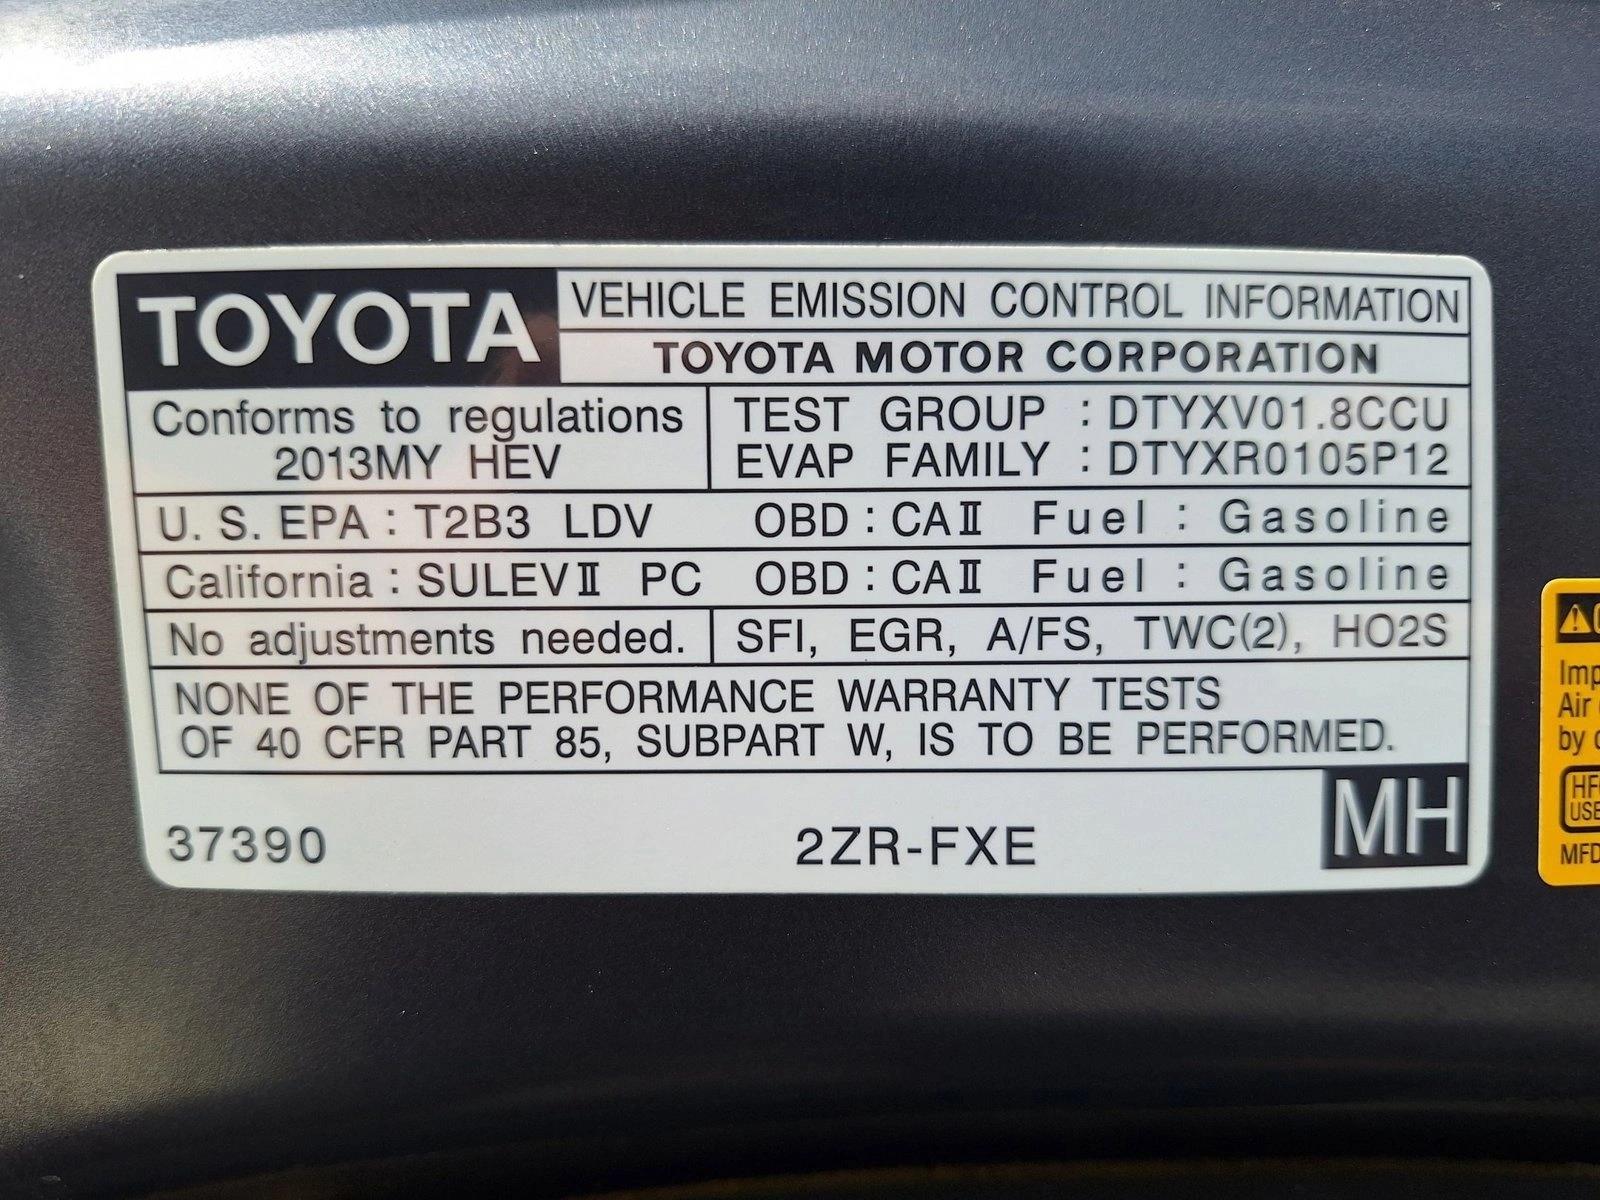 TOYOTA
VEHICLE EMISSION CONTROL INFORMATION
TOYOTA MOTOR CORPORATION
Conforms to regulations
2013MY HEV
TEST GROUP : DTYXV01.8CCU
EVAP FAMILY : DTYXR0105P12
U. S. EPA : T2B3 LDV OBD : CAⅡ Fuel : Gasoline
California : SULEVⅡ PC OBD : CAⅡ Fuel : Gasoline
No adjustments needed.
SFI, EGR, A/FS, TWC(2), HO2S
NONE OF THE PERFORMANCE WARRANTY TESTS
OF 40 CFR PART 85, SUBPART W, IS TO BE PERFORMED.
37390
2ZR-FXE
MH
Air
by
MFD